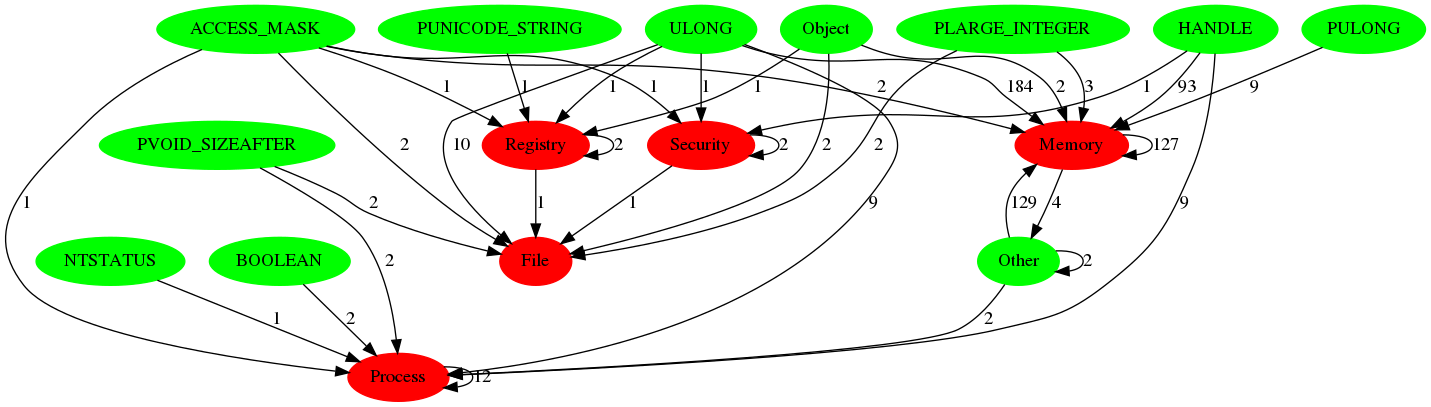 ACCESS_MASK PUNICODE_STRING ULONG Object PLARGE_INTEGER HANDLE PULONG
1 1 1 1 1 1 184 2 3 93 1 9
2
PVOID_SIZEAFTER Registry Security Memory
2 10 2 2 2 2 127
1 2 1 1 9 129 4 9
NTSTATUS BOOLEAN File Other
2 2
1 2 2
Process 12